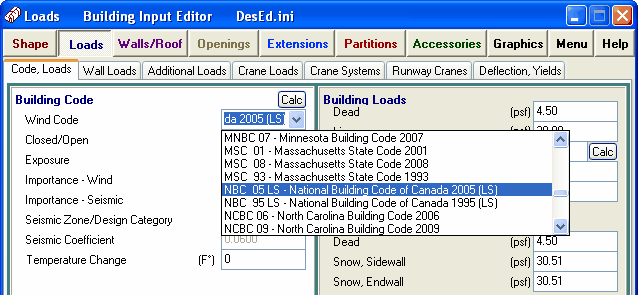 Loads Building Input Editor DesEd.ini
Shape Loads Walls/Roof Openings Extensions Partitions Accessories Graphics Menu Help
Code, Loads Wall Loads Additional Loads Crane Loads Crane Systems Runway Cranes Deflection, Yields
Building Code Calc
Wind Code da 2005 (LS)
Closed/Open
Exposure
Importance - Wind
Importance - Seismic
Seismic Zone/Design Category
Seismic Coefficient 0.0600
Temperature Change (F°) 0
MNBC 07 - Minnesota Building Code 2007
MSC 01 - Massachusetts State Code 2001
MSC 08 - Massachusetts State Code 2008
MSC 93 - Massachusetts State Code 1993
NBC 05 LS - National Building Code of Canada 2005 (LS)
NBC 95 LS - National Building Code of Canada 1995 (LS)
NCBC 06 - North Carolina Building Code 2006
NCBC 09 - North Carolina Building Code 2009
Building Loads
Dead (psf) 4.50
Calc
Dead (psf) 4.50
Snow, Sidewall (psf) 30.51
Snow, Endwall (psf) 30.51